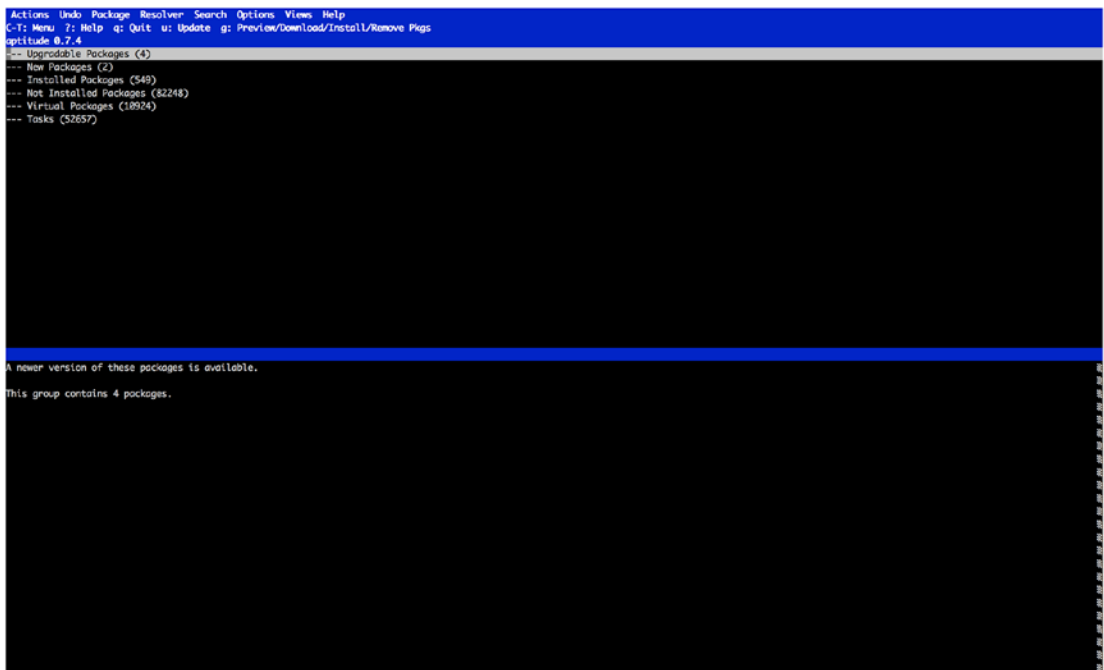 Actions Undo Package Resolver Search Options Views Help
C-T: Menu ?: Help q: Quit u: Update g: Preview/Download/Install/Remove Pkgs
aptitude 0.7.4
--- Upgradable Packages (4)
--- New Packages (2)
--- Installed Packages (549)
--- Not Installed Packages (82248)
--- Virtual Packages (10924)
--- Tasks (52657)
A newer version of these packages is available.
This group contains 4 packages.